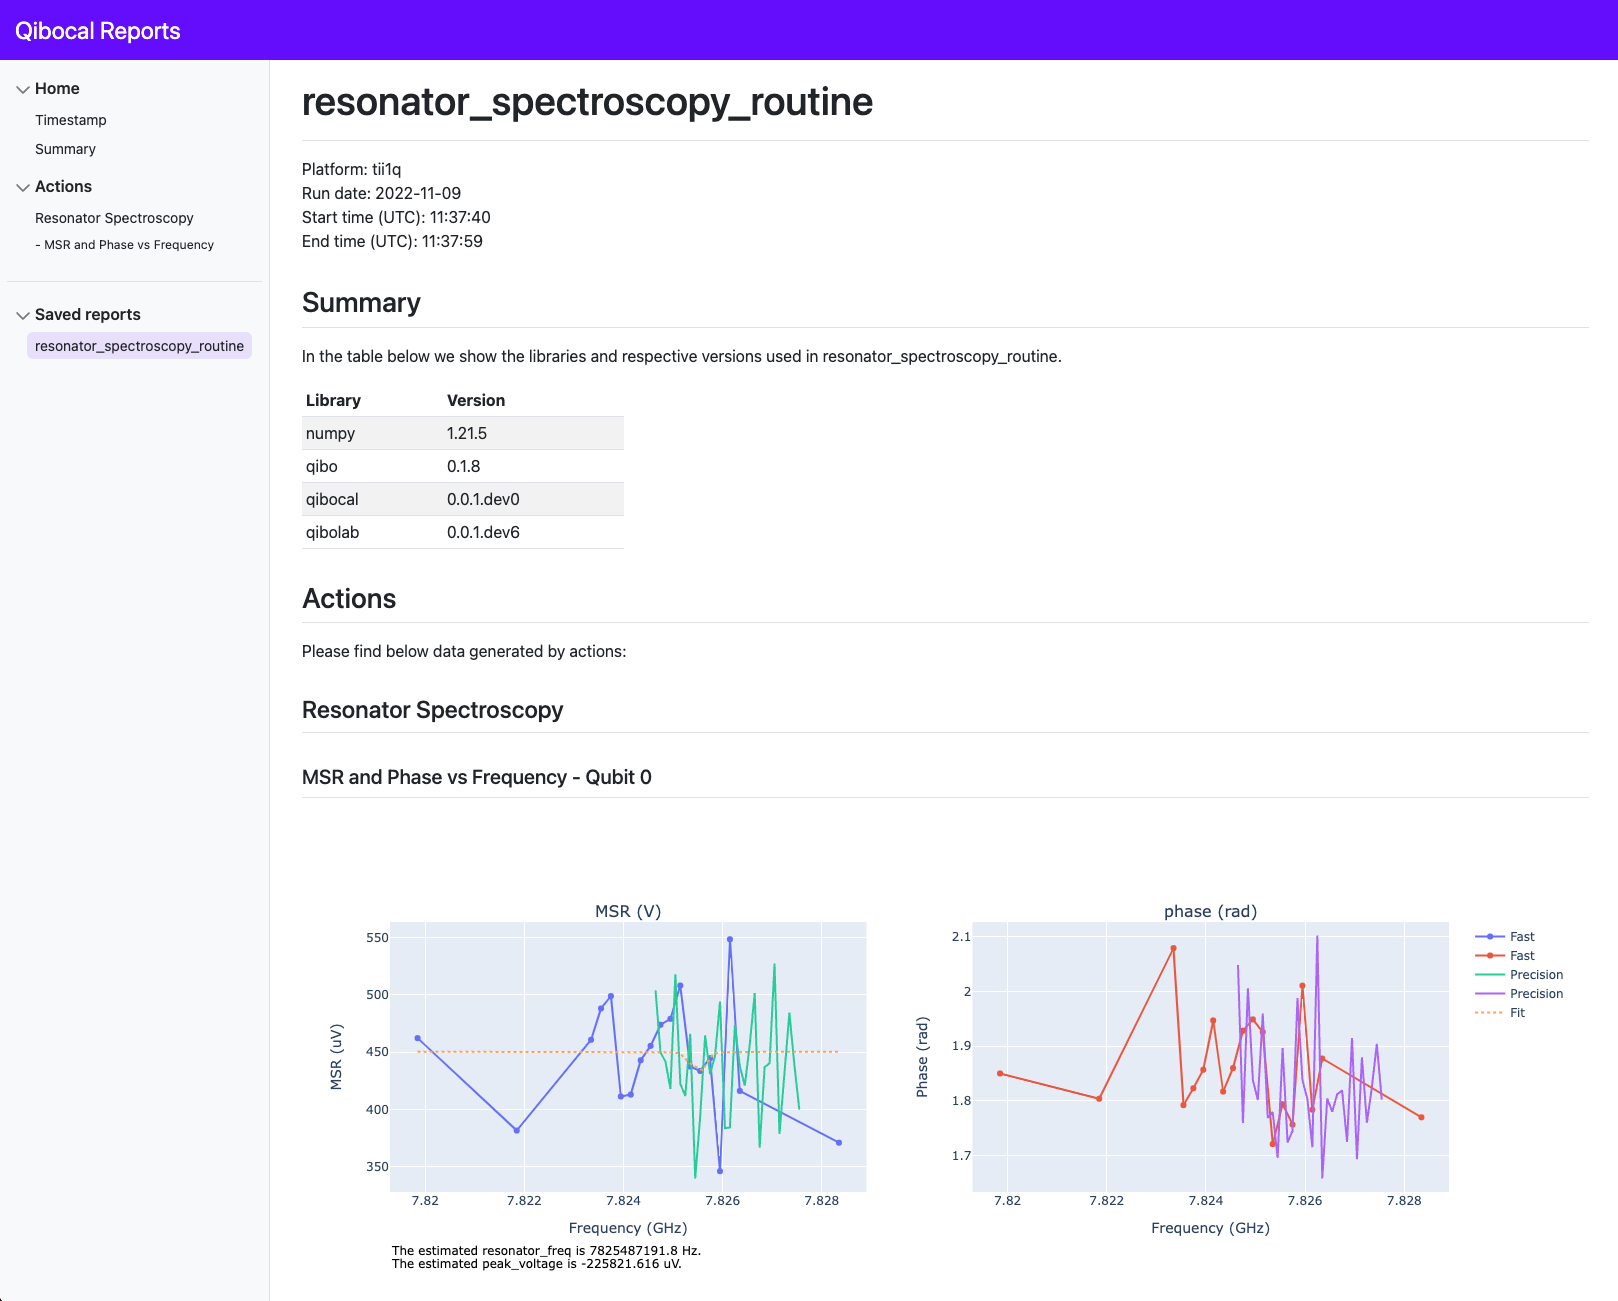 Qibocal Reports
Home
Timestamp
Summary
Actions
Resonator Spectroscopy
- MSR and Phase vs Frequency
Saved reports
resonator_spectroscopy_routine
resonator_spectroscopy_routine
Platform: tii1q
Run date: 2022-11-09
Start time (UTC): 11:37:40
End time (UTC): 11:37:59
Summary
In the table below we show the libraries and respective versions used in resonator_spectroscopy_routine.
Library Version
numpy 1.21.5
qibo 0.1.8
qibocal 0.0.1.dev0
qibolab 0.0.1.dev6
Actions
Please find below data generated by actions:
Resonator Spectroscopy
MSR and Phase vs Frequency - Qubit 0
MSR (V)
550
500
450
400
350
MSR (uV)
7.82 7.822 7.824 7.826 7.828
Frequency (GHz)
The estimated resonator_freq is 7825487191.8 Hz.
The estimated peak_voltage is -225821.616 uV.
phase (rad)
2.1
2
1.9
1.8
1.7
Phase (rad)
7.82 7.822 7.824 7.826 7.828
Frequency (GHz)
Fast
Fast
Precision
Precision
Fit